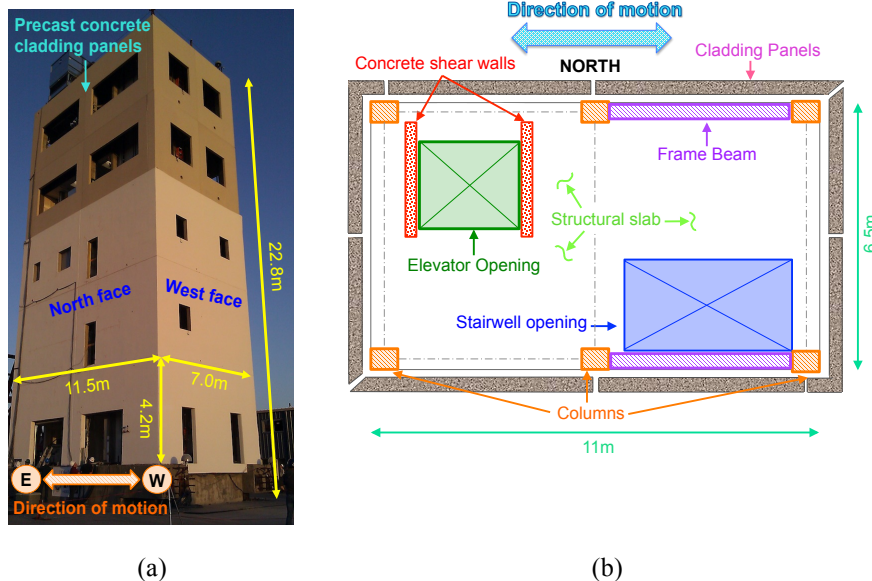 Precast concrete
cladding panels
22.8m
North face
West face
11.5m
7.0m
4.2m
E
W
Direction of motion
(a)
Direction of motion
NORTH
Concrete shear walls
Cladding Panels
Frame Beam
Structural slab
Elevator Opening
Stairwell opening
6.5m
Columns
11m
(b)